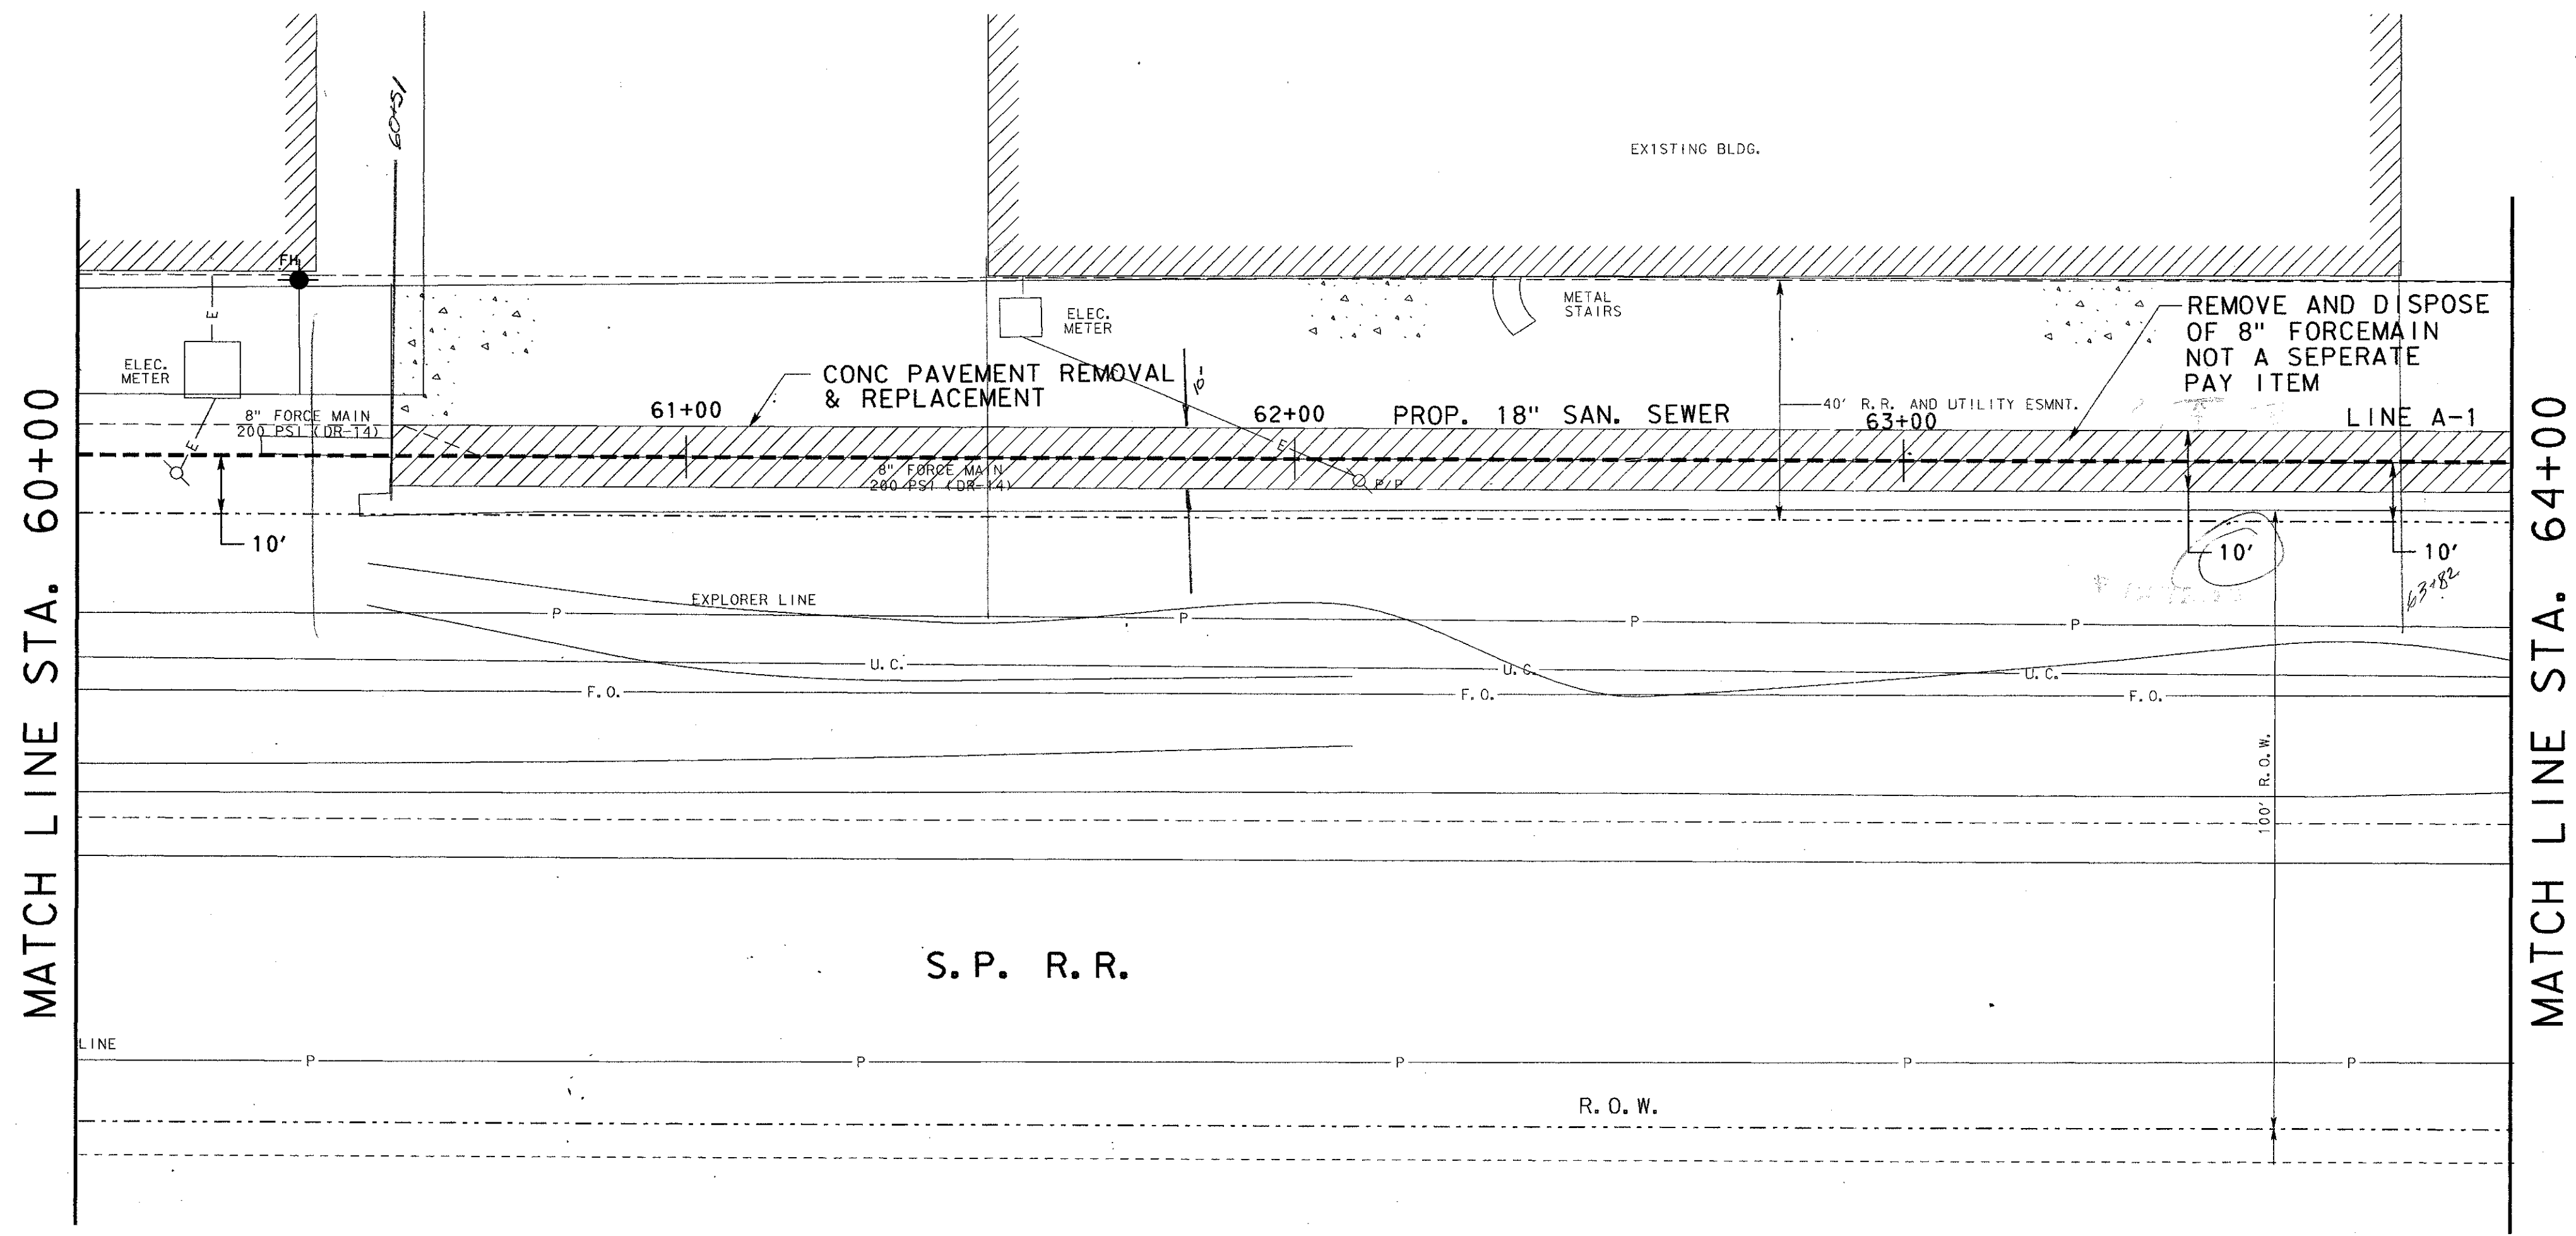 60+51
EXISTING BLDG.
FH
E
ELEC.
METER
ELEC.
METER
METAL
STAIRS
REMOVE AND DISPOSE
OF 8" FORCEMAIN
NOT A SEPERATE
PAY ITEM
CONC PAVEMENT REMOVAL
& REPLACEMENT
10'
8" FORCE MAIN
200 PSI (DR-14)
E
61+00
62+00
PROP. 18" SAN. SEWER
40' R.R. AND UTILITY ESMNT.
63+00
LINE A-1
E
8" FORCE MAIN
200 PSI (DR-14)
P/P
10'
10'
10'
63+82
EXPLORER LINE
P
P
P
P
U.C.
U.C.
U.C.
F.O.
F.O.
F.O.
100' R.O.W.
S.P. R.R.
LINE
P
P
P
P
P
R.O.W.
MATCH LINE STA. 60+00
MATCH LINE STA. 64+00